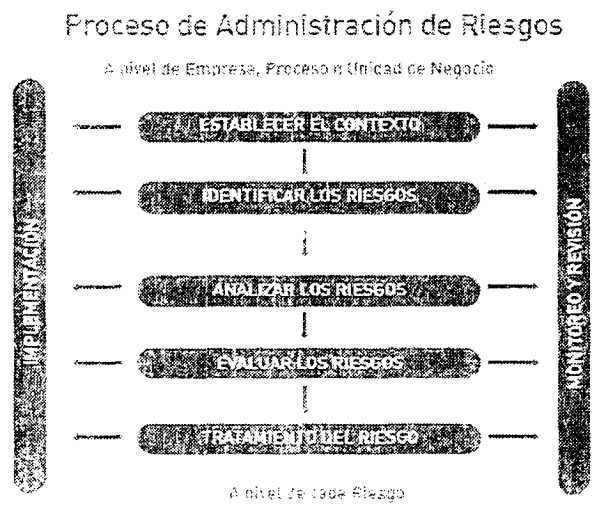 Proceso de Administración de Riesgos
A nivel de Empresa, Proceso o Unidad de Negocio
ESTABLECER EL CONTEXTO
IDENTIFICAR LOS RIESGOS
ANALIZAR LOS RIESGOS
EVALUAR LOS RIESGOS
TRATAMIENTO DEL RIESGO
IMPLEMENTACIÓN
MONITOREO Y REVISIÓN
A nivel de cada Riesgo